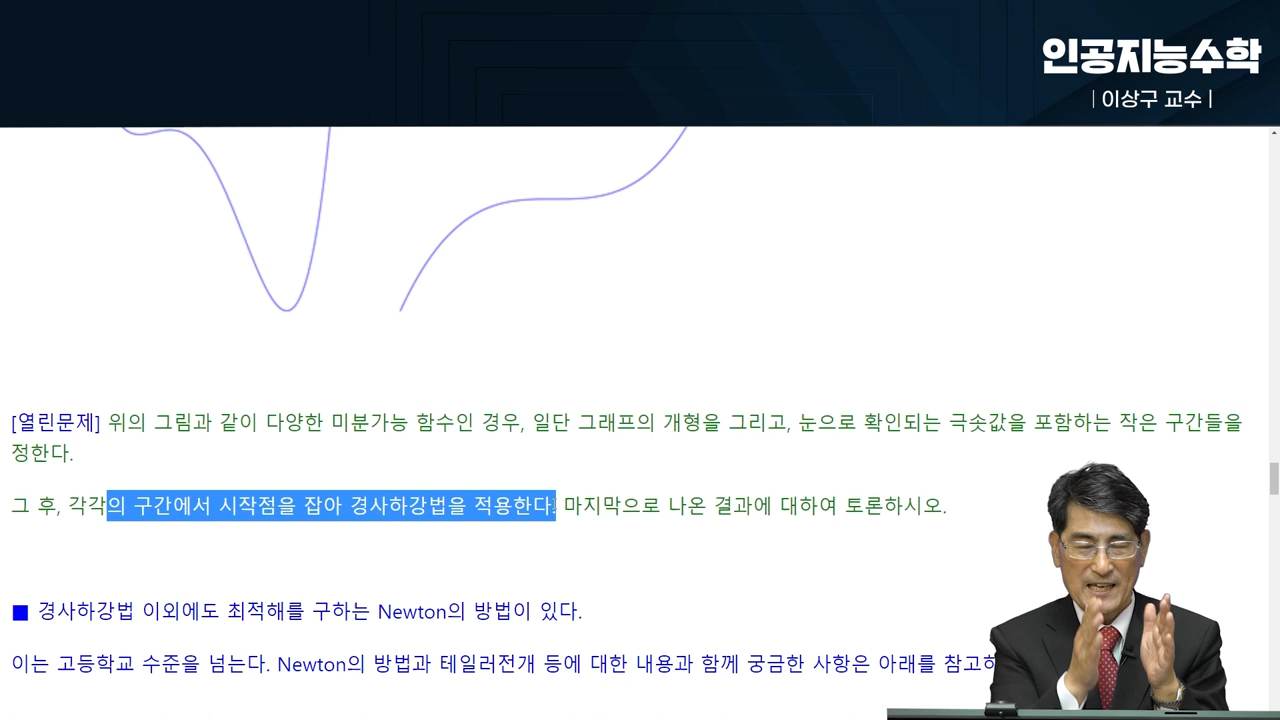 인공지능수학
| 이상구 교수 |
[열린문제] 위의 그림과 같이 다양한 미분가능 함수인 경우, 일단 그래프의 개형을 그리고, 눈으로 확인되는 극솟값을 포함하는 작은 구간들을
정한다.
그 후, 각각의 구간에서 시작점을 잡아 경사하강법을 적용한다. 마지막으로 나온 결과에 대하여 토론하시오.
■ 경사하강법 이외에도 최적해를 구하는 Newton의 방법이 있다.
이는 고등학교 수준을 넘는다. Newton의 방법과 테일러전개 등에 대한 내용과 함께 궁금한 사항은 아래를